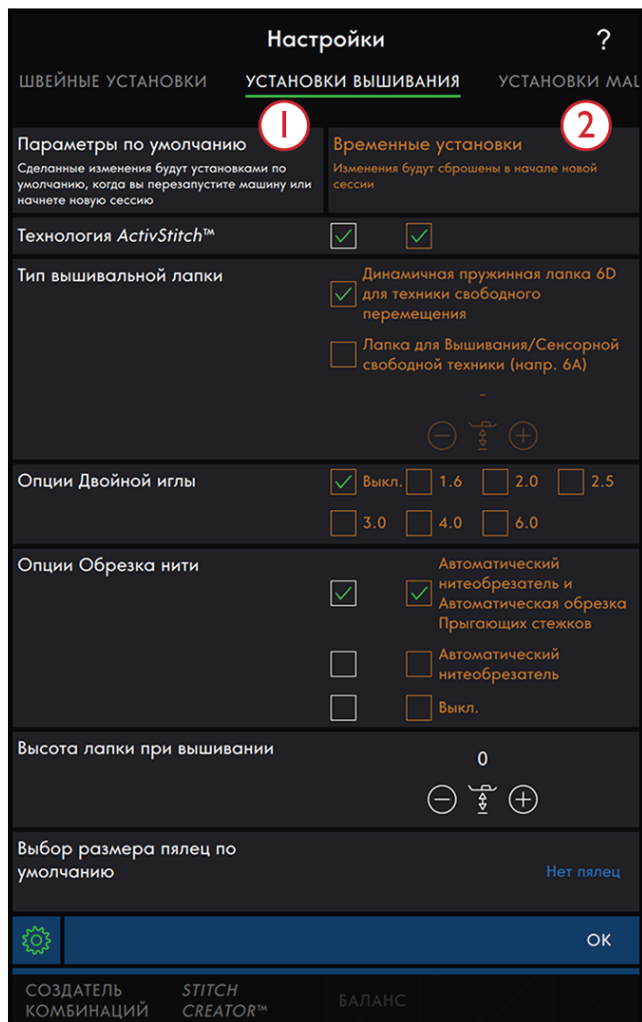 Настройки ?
ШВЕЙНЫЕ УСТАНОВКИ УСТАНОВКИ ВЫШИВАНИЯ УСТАНОВКИ MAL
1 2
Параметры по умолчанию
Сделанные изменения будут установками по
умолчанию, когда вы перезапустите машину или
начнете новую сессию
Временные установки
Изменения будут сброшены в начале новой
сессии
Технология ActivStitch™
Тип вышивальной лапки
Динамичная пружинная лапка 6D
для техники свободного
перемещения
Лапка для Вышивания/Сенсорной
свободной техники (напр. 6A)
-
Опции Двойной иглы
Выкл. 1.6 2.0 2.5
3.0 4.0 6.0
Опции Обрезка нити
Автоматический
нитеобрезатель и
Автоматическая обрезка
Прыгающих стежков
Автоматический
нитеобрезатель
Выкл.
Высота лапки при вышивании
0
Выбор размера пялец по
умолчанию
Нет пялец
OK
СОЗДАТЕЛЬ
КОМБИНАЦИЙ
STITCH
CREATOR™
БАЛАНС